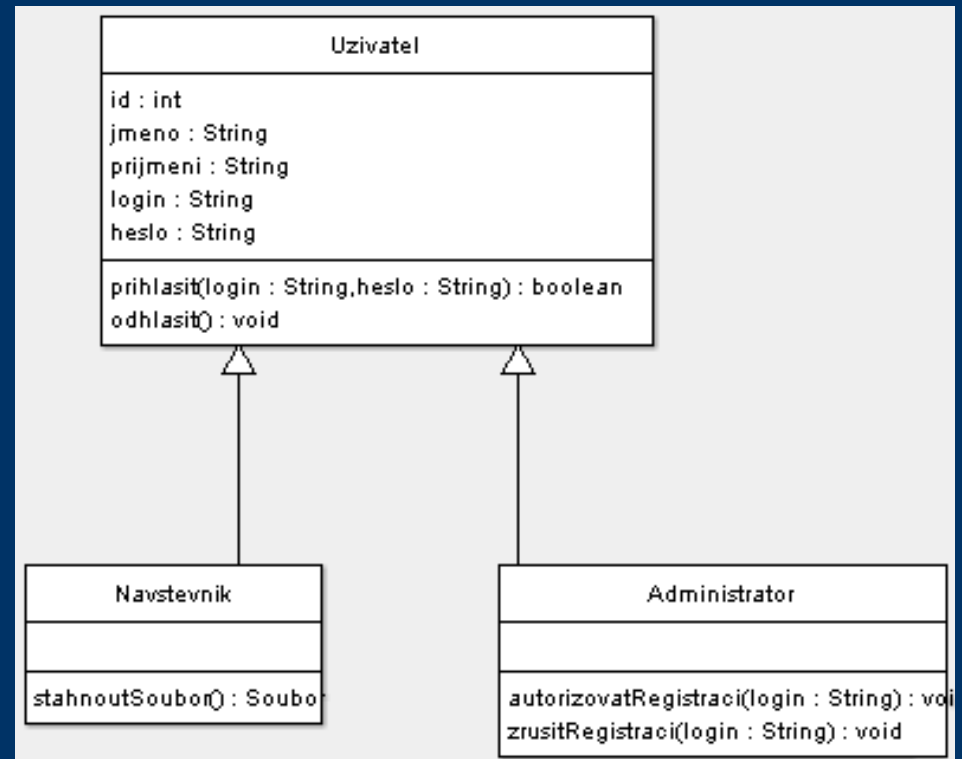 Uzivatel
id : int
jmeno : String
prijmeni : String
login : String
heslo : String
prihlasit(login : String,heslo : String) : boolean
odhlasit() : void
Navstevnik
stahnoutSoubor() : Soubor
Administrator
autorizovatRegistraci(login : String) : voi
zrusitRegistraci(login : String) : void